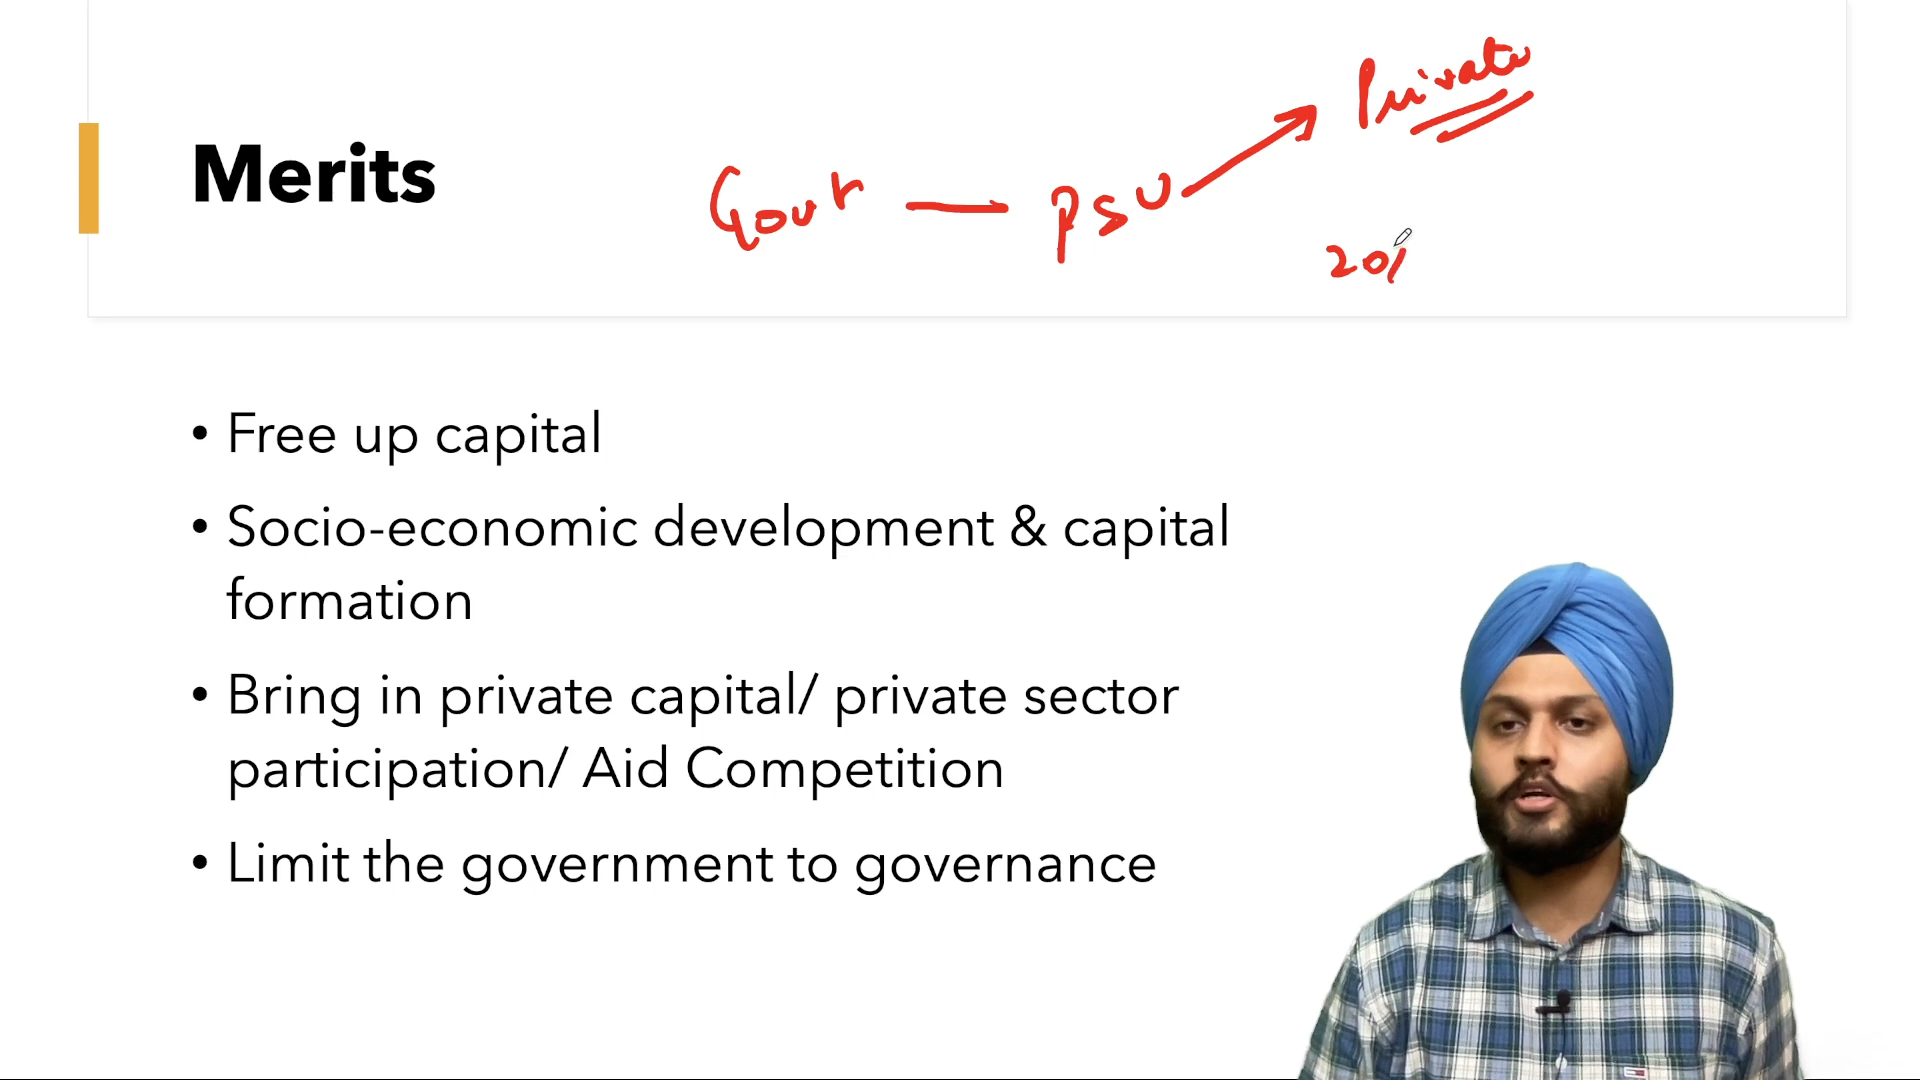 Private
Merits
Govt — PSU
20%
• Free up capital
• Socio-economic development & capital
formation
• Bring in private capital/ private sector
participation/ Aid Competition
• Limit the government to governance